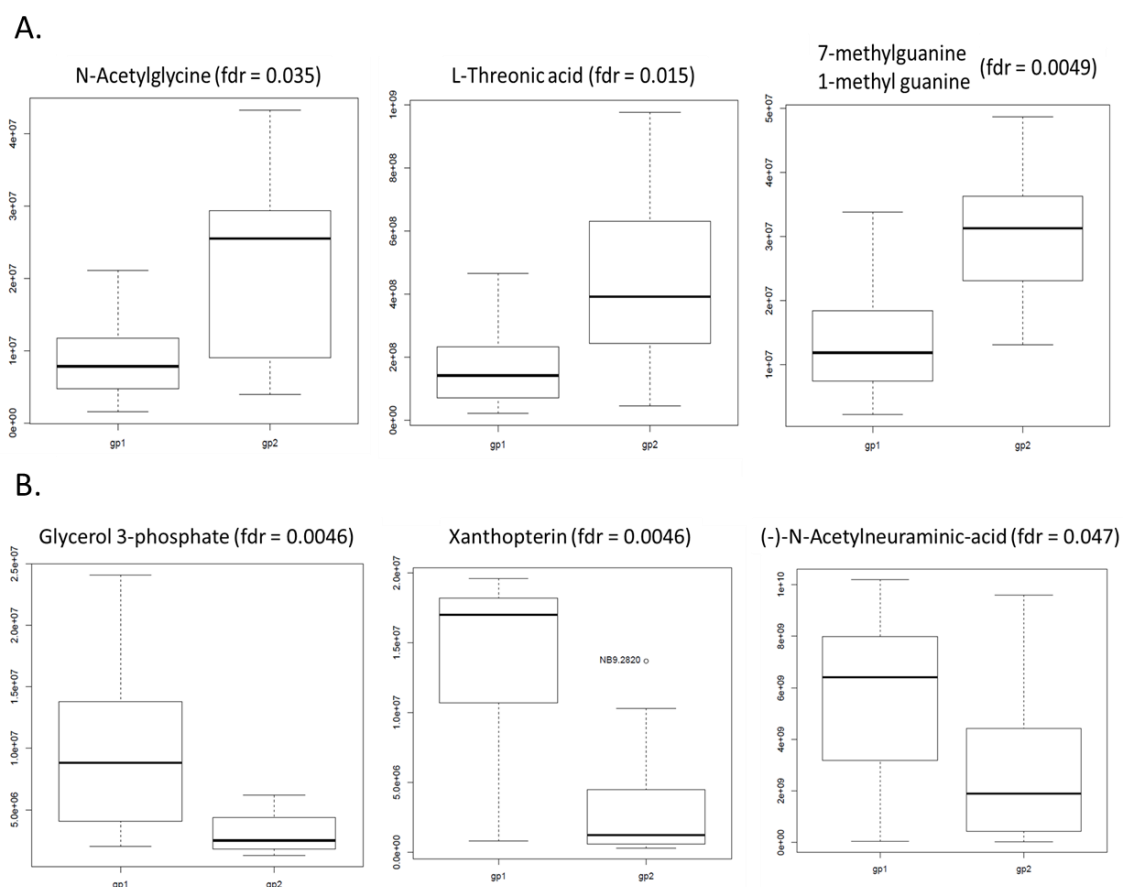 A.
N-Acetylglycine (fdr = 0.035)
L-Threonic acid (fdr = 0.015)
7-methylguanine
1-methyl guanine
(fdr = 0.0049)
4e+07
3e+07
2e+07
1e+07
0e+00
gp1
gp2
1e+09
8e+08
6e+08
4e+08
2e+08
0e+00
gp1
gp2
5e+07
4e+07
3e+07
2e+07
1e+07
gp1
gp2
B.
Glycerol 3-phosphate (fdr = 0.0046)
Xanthopterin (fdr = 0.0046)
(-)-N-Acetylneuraminic-acid (fdr = 0.047)
2.5e+07
2.0e+07
1.5e+07
1.0e+07
5.0e+06
gp1
gp2
2.0e+07
1.5e+07
1.0e+07
5.0e+06
0.0e+00
NB9.2820
gp1
gp2
1e+10
8e+09
6e+09
4e+09
2e+09
0e+00
gp1
gp2